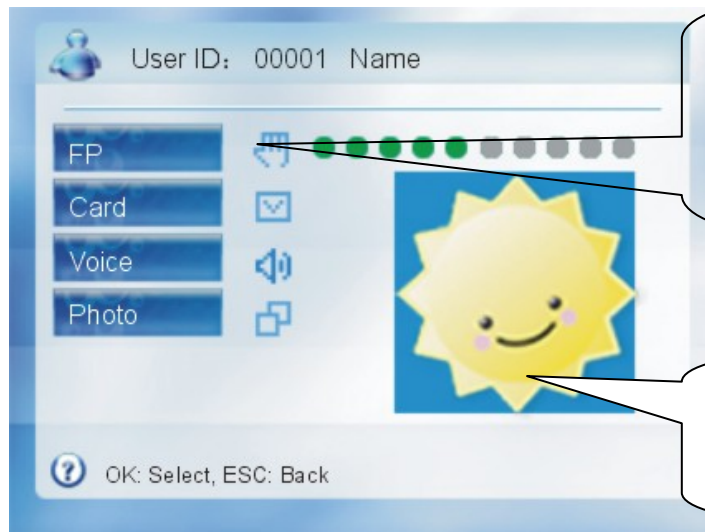 User ID: 00001 Name
FP
Card
Voice
Photo
OK: Select, ESC: Back